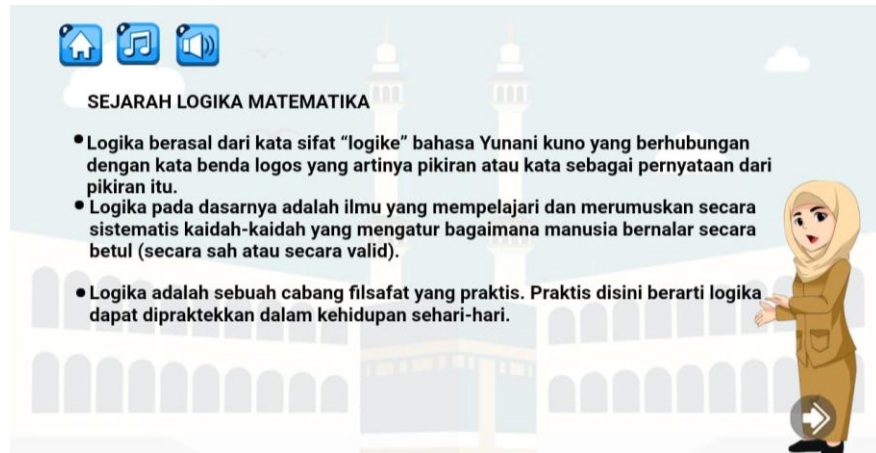 SEJARAH LOGIKA MATEMATIKA
• Logika berasal dari kata sifat “logike” bahasa Yunani kuno yang berhubungan
dengan kata benda logos yang artinya pikiran atau kata sebagai pernyataan dari
pikiran itu.
• Logika pada dasarnya adalah ilmu yang mempelajari dan merumuskan secara
sistematis kaidah-kaidah yang mengatur bagaimana manusia bernalar secara
betul (secara sah atau secara valid).
• Logika adalah sebuah cabang filsafat yang praktis. Praktis disini berarti logika
dapat dipraktekkan dalam kehidupan sehari-hari.